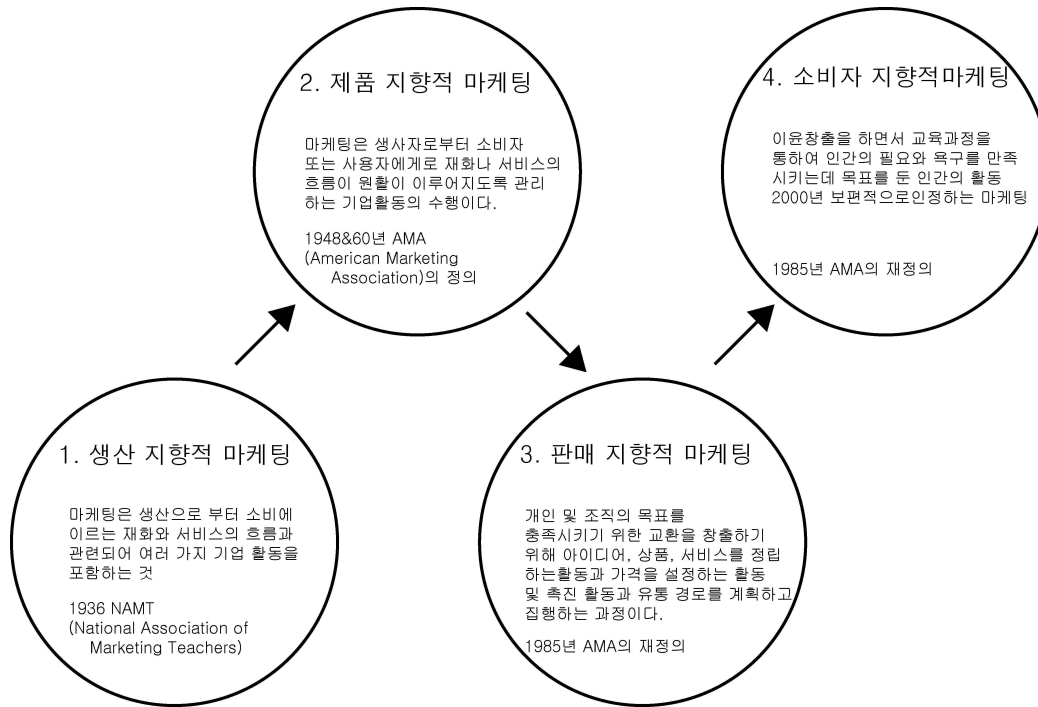 1. 생산 지향적 마케팅
마케팅은 생산으로 부터 소비에
이르는 재화와 서비스의 흐름과
관련되어 여러 가지 기업 활동을
포함하는 것
1936 NAMT
(National Association of
Marketing Teachers)
2. 제품 지향적 마케팅
마케팅은 생사자로부터 소비자
또는 사용자에게로 재화나 서비스의
흐름이 원활이 이루어지도록 관리
하는 기업활동의 수행이다.
1948&60년 AMA
(American Marketing
Association)의 정의
3. 판매 지향적 마케팅
개인 및 조직의 목표를
충족시키기 위한 교환을 창출하기
위해 아이디어, 상품, 서비스를 정립
하는활동과 가격을 설정하는 활동
및 촉진 활동과 유통 경로를 계획하고
집행하는 과정이다.
1985년 AMA의 재정의
4. 소비자 지향적마케팅
이윤창출을 하면서 교육과정을
통하여 인간의 필요와 욕구를 만족
시키는데 목표를 둔 인간의 활동
2000년 보편적으로인정하는 마케팅
1985년 AMA의 재정의